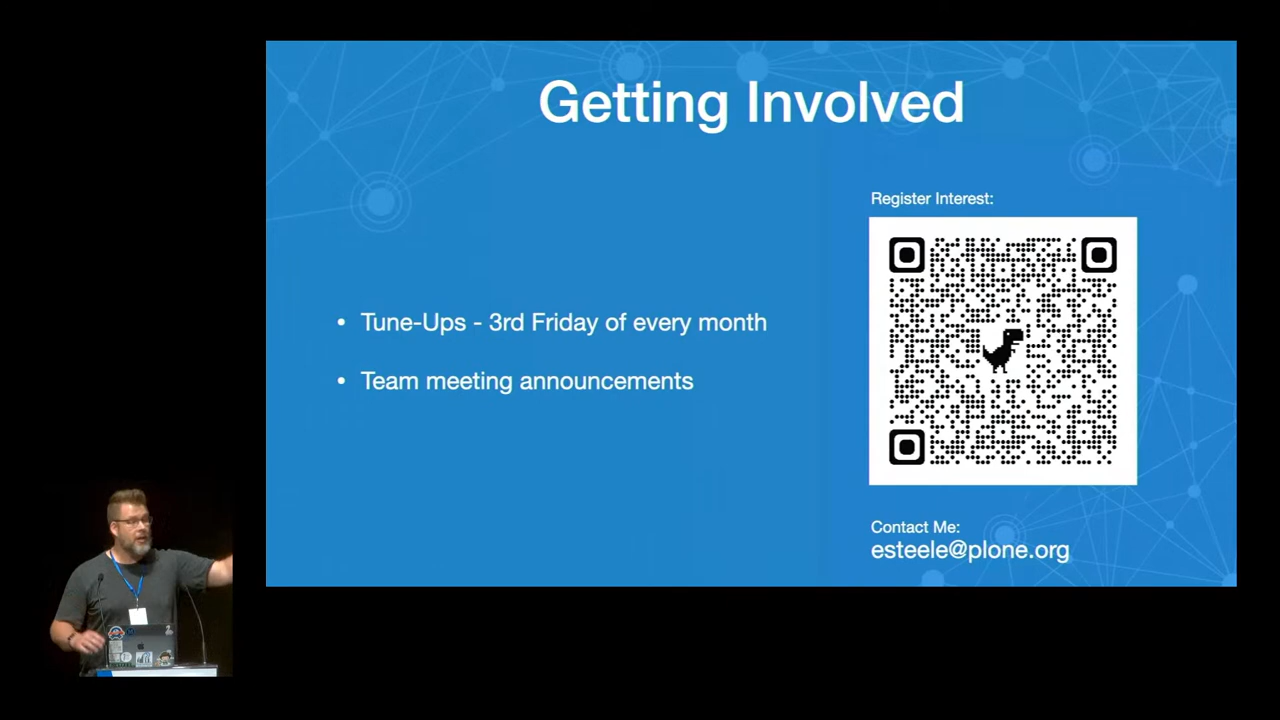 Getting Involved
Register Interest:
• Tune-Ups - 3rd Friday of every month
• Team meeting announcements
Contact Me:
esteele@plone.org